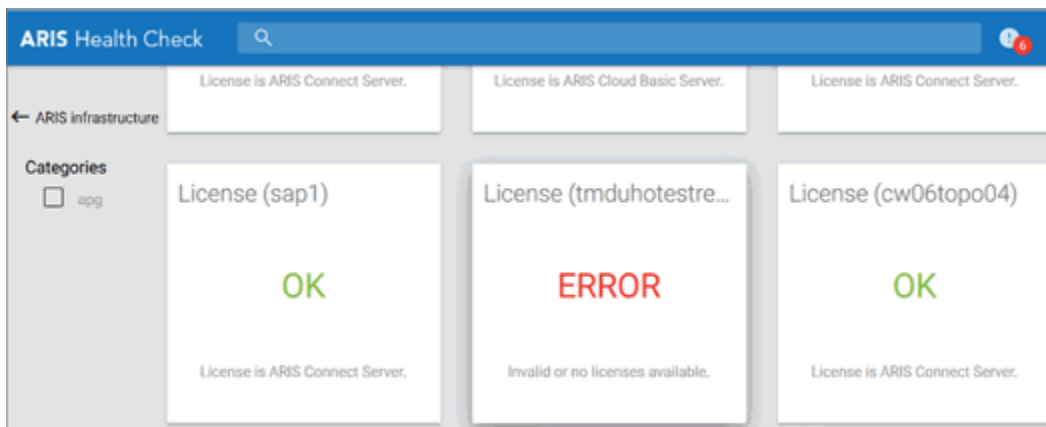 ARIS Health Check
6
License is ARIS Connect Server.
License is ARIS Cloud Basic Server.
License is ARIS Connect Server.
← ARIS infrastructure
Categories
apg
License (sap1)
OK
License is ARIS Connect Server.
License (tmduhotestre...
ERROR
Invalid or no licenses available.
License (cw06topo04)
OK
License is ARIS Connect Server.